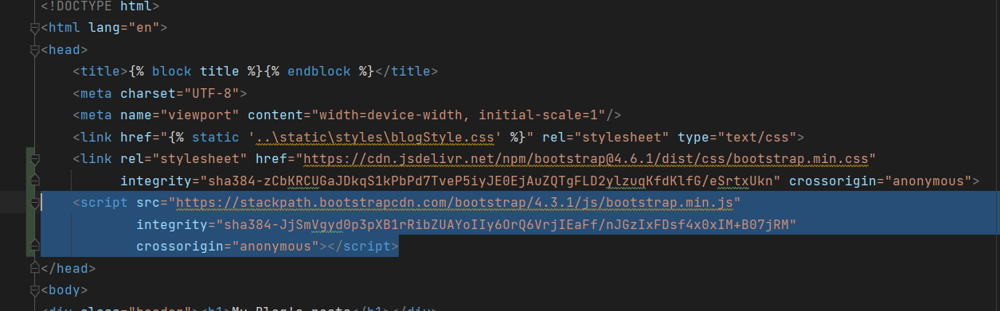 <!DOCTYPE html>
<html lang="en">
<head>
<title>{% block title %}{% endblock %}</title>
<meta charset="UTF-8">
<meta name="viewport" content="width=device-width, initial-scale=1"/>
<link href="{% static '..\static\styles\blogStyle.css' %}" rel="stylesheet" type="text/css">
<link rel="stylesheet" href="https://cdn.jsdelivr.net/npm/bootstrap@4.6.1/dist/css/bootstrap.min.css"
integrity="sha384-zCbKRCUGaJDkqS1kPbPd7TveP5iyJE0EjAuZQTgFLD2ylzuqKfdKlfG/eSrtxUkn" crossorigin="anonymous">
<script src="https://stackpath.bootstrapcdn.com/bootstrap/4.3.1/js/bootstrap.min.js"
integrity="sha384-JjSmVgyd0p3pXB1rRibZUAYoIIy6OrQ6VrjIEaFf/nJGzIxFDsf4x0xIM+B07jRM"
crossorigin="anonymous"></script>
</head>
<body>
<div class="header"><h1>My Blog's posts</h1></div>